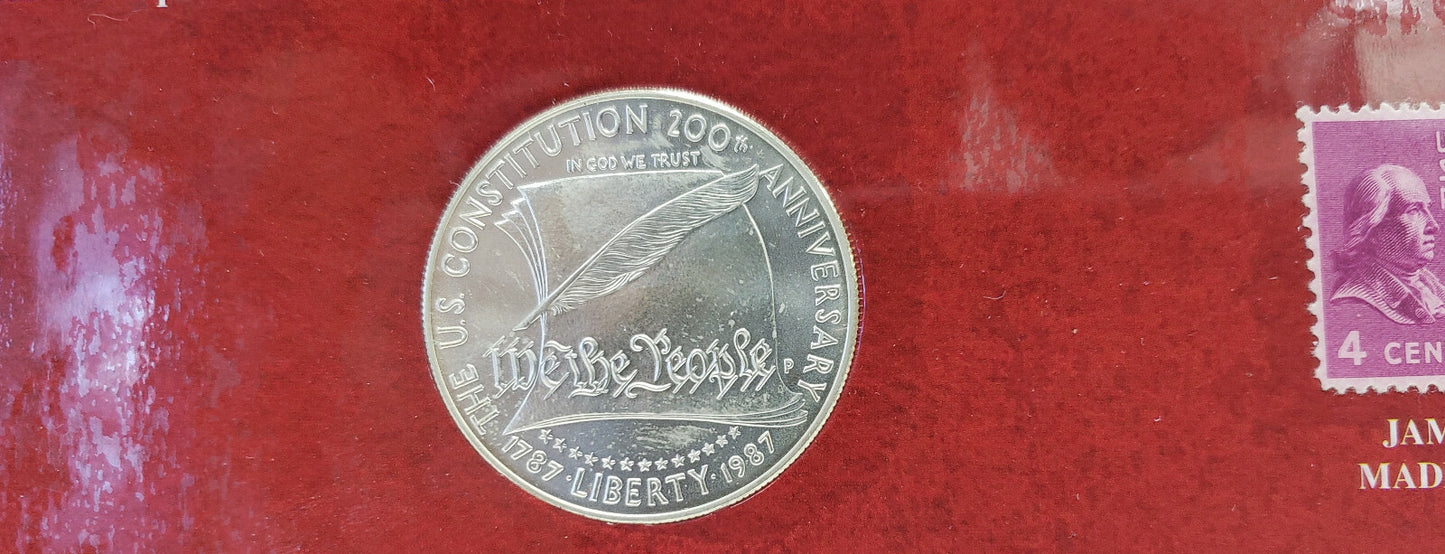 THE U.S. CONSTITUTION 200th ANNIVERSARY
IN GOD WE TRUST
We the People
P
1787 · LIBERTY · 1987
4 CEN
JAM
MAD